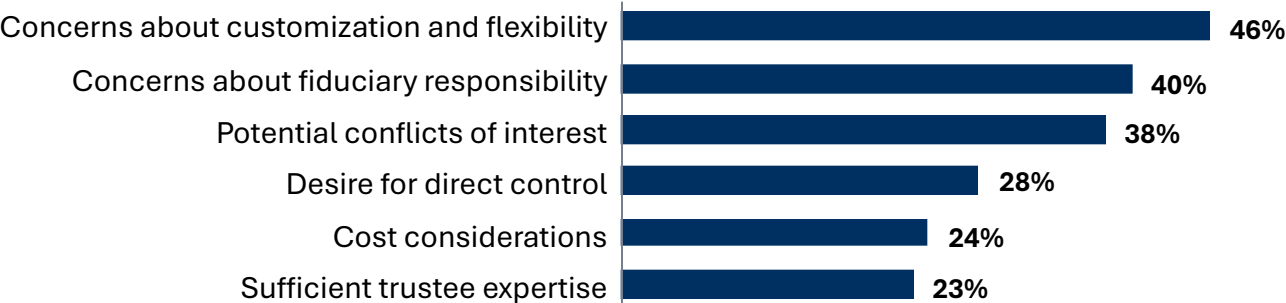 Concerns about customization and flexibility 46%
Concerns about fiduciary responsibility 40%
Potential conflicts of interest 38%
Desire for direct control 28%
Cost considerations 24%
Sufficient trustee expertise 23%